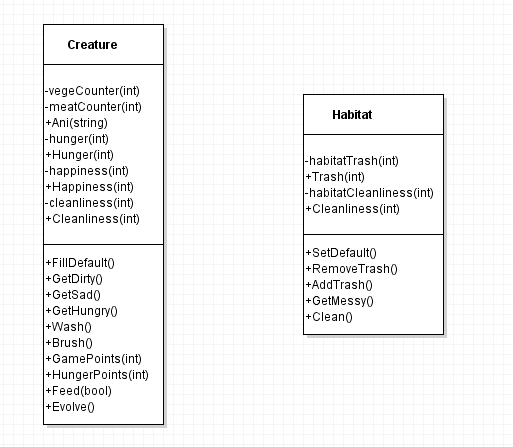 Creature
-vegeCounter(int)
-meatCounter(int)
+Ani(string)
-hunger(int)
+Hunger(int)
-happiness(int)
+Happiness(int)
-cleanliness(int)
+Cleanliness(int)
+FillDefault()
+GetDirty()
+GetSad()
+GetHungry()
+Wash()
+Brush()
+GamePoints(int)
+HungerPoints(int)
+Feed(bool)
+Evolve()
Habitat
-habitatTrash(int)
+Trash(int)
-habitatCleanliness(int)
+Cleanliness(int)
+SetDefault()
+RemoveTrash()
+AddTrash()
+GetMessy()
+Clean()